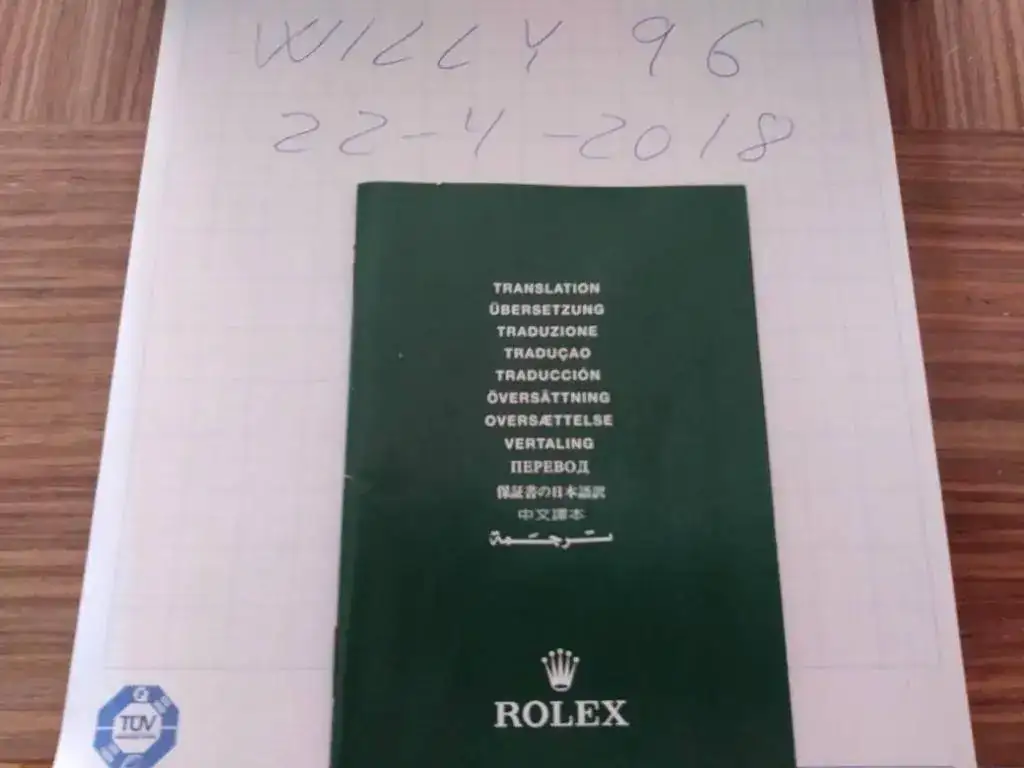 WILLY 96
22-4-2018
TRANSLATION
ÜBERSETZUNG
TRADUZIONE
TRADUÇAO
TRADUCCIÓN
ÖVERSÄTTNING
OVERSÆTTELSE
VERTALING
ПЕРЕВОД
保証書の日本語訳
中文譯本
ترجمة
ROLEX
TÜV